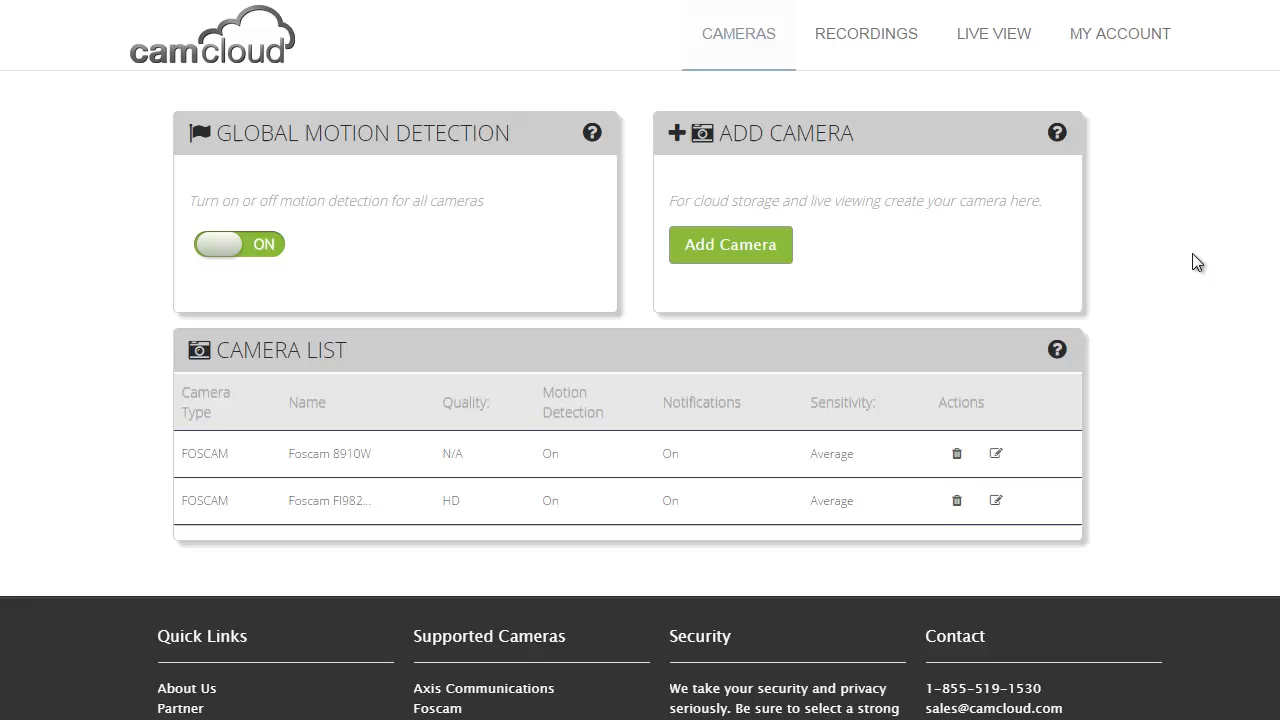 camcloud
CAMERAS RECORDINGS LIVE VIEW MY ACCOUNT
GLOBAL MOTION DETECTION
Turn on or off motion detection for all cameras
ON
ADD CAMERA
For cloud storage and live viewing create your camera here.
Add Camera
CAMERA LIST
Camera Type Name Quality: Motion Detection Notifications Sensitivity: Actions
FOSCAM Foscam 8910W N/A On On Average
FOSCAM Foscam FI982... HD On On Average
Quick Links
About Us
Partner
Supported Cameras
Axis Communications
Foscam
Security
We take your security and privacy
seriously. Be sure to select a strong
Contact
1-855-519-1530
sales@camcloud.com